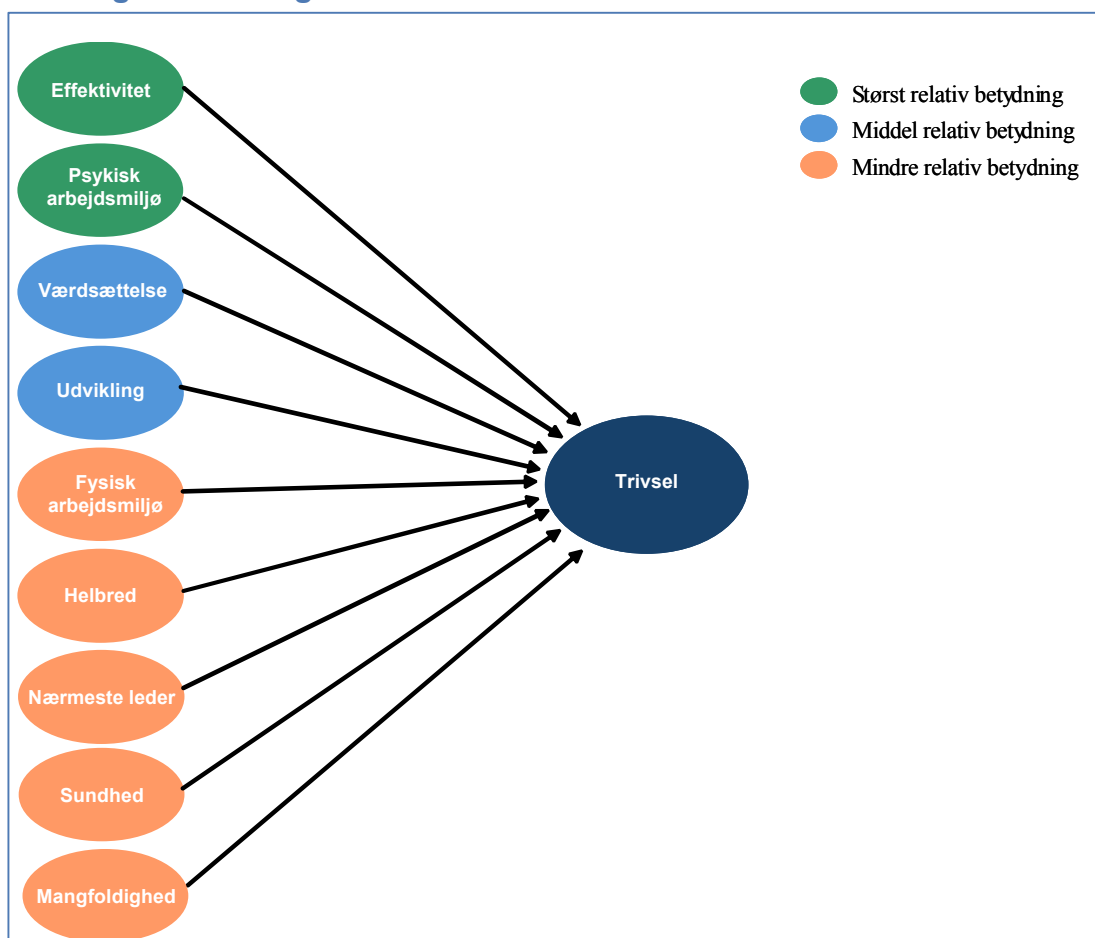 Effektivitet
Psykisk
arbejdsmiljø
Værdsættelse
Udvikling
Fysisk
arbejdsmiljø
Helbred
Nærmeste leder
Sundhed
Mangfoldighed
Trivsel
Størst relativ betydning
Middel relativ betydning
Mindre relativ betydning